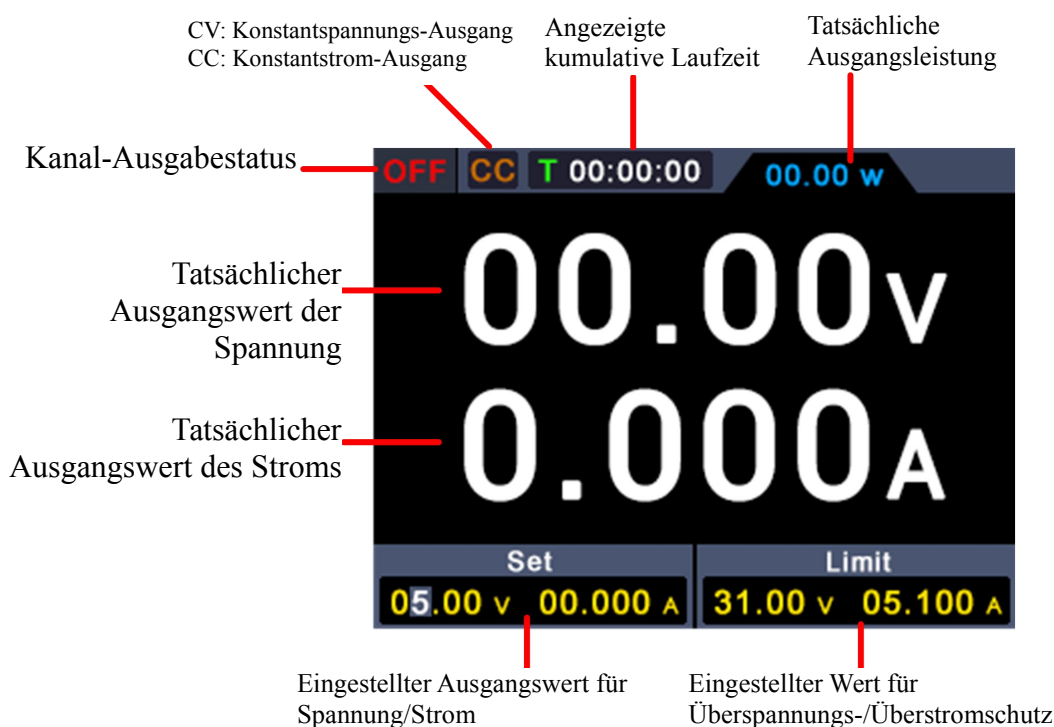 CV: Konstantspannungs-Ausgang
CC: Konstantstrom-Ausgang
Angezeigte
kumulative Laufzeit
Tatsächliche
Ausgangsleistung
Kanal-Ausgabestatus
OFF CC T 00:00:00 00.00 W
Tatsächlicher
Ausgangswert der
Spannung
00.00 V
Tatsächlicher
Ausgangswert des Stroms
0.000 A
Set
Limit
05.00 V 00.000 A
31.00 V 05.100 A
Eingestellter Ausgangswert für
Spannung/Strom
Eingestellter Wert für
Überspannungs-/Überstromschutz